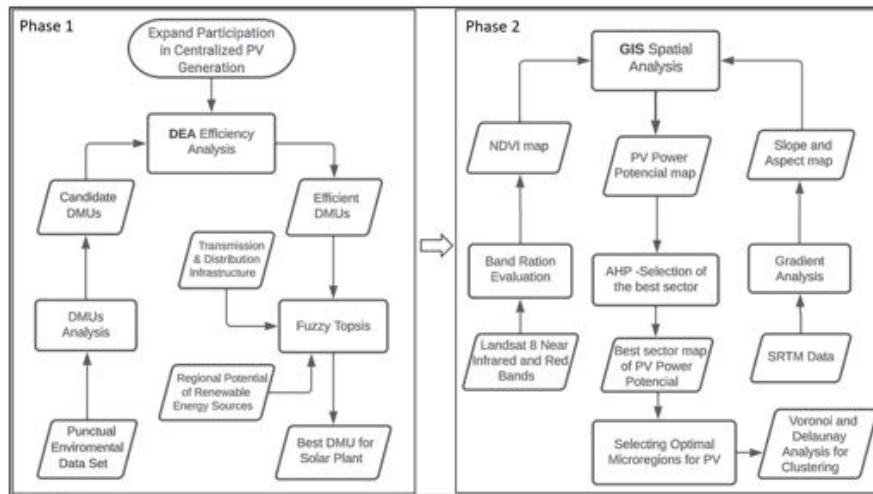 Phase 1
Expand Participation
in Centralized PV
Generation
DEA Efficiency
Analysis
Candidate
DMUs
Efficient
DMUs
Transmission
& Distribution
Infrastructure
DMUs
Analysis
Fuzzy Topsis
Regional Potential
of Renewable
Energy Sources
Punctual
Enviromental
Data Set
Best DMU for
Solar Plant
Phase 2
GIS Spatial
Analysis
NDVI map
PV Power
Potencial map
Slope and
Aspect map
Band Ration
Evaluation
AHP -Selection of
the best sector
Gradient
Analysis
Landsat 8 Near
Infrared and Red
Bands
Best sector map
of PV Power
Potencial
SRTM Data
Selecting Optimal
Microregions for PV
Voronoi and
Delaunay
Analysis for
Clustering